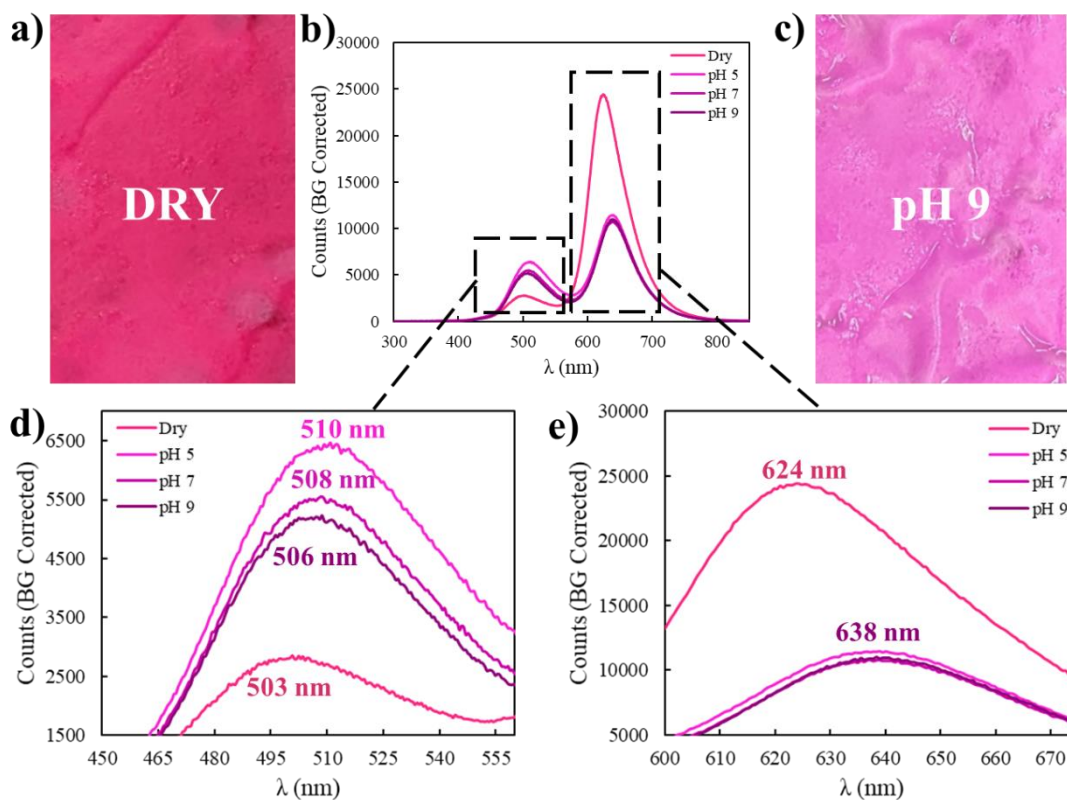 a)
DRY
b)
30000
25000
20000
15000
10000
5000
0
Counts (BG Corrected)
300 400 500 600 700 800
λ (nm)
Dry
pH 5
pH 7
pH 9
c)
pH 9
d)
6500
5500
4500
3500
2500
1500
Counts (BG Corrected)
450 465 480 495 510 525 540 555
λ (nm)
Dry
pH 5
pH 7
pH 9
510 nm
508 nm
506 nm
503 nm
e)
30000
25000
20000
15000
10000
5000
Counts (BG Corrected)
600 610 620 630 640 650 660 670
λ (nm)
Dry
pH 5
pH 7
pH 9
624 nm
638 nm